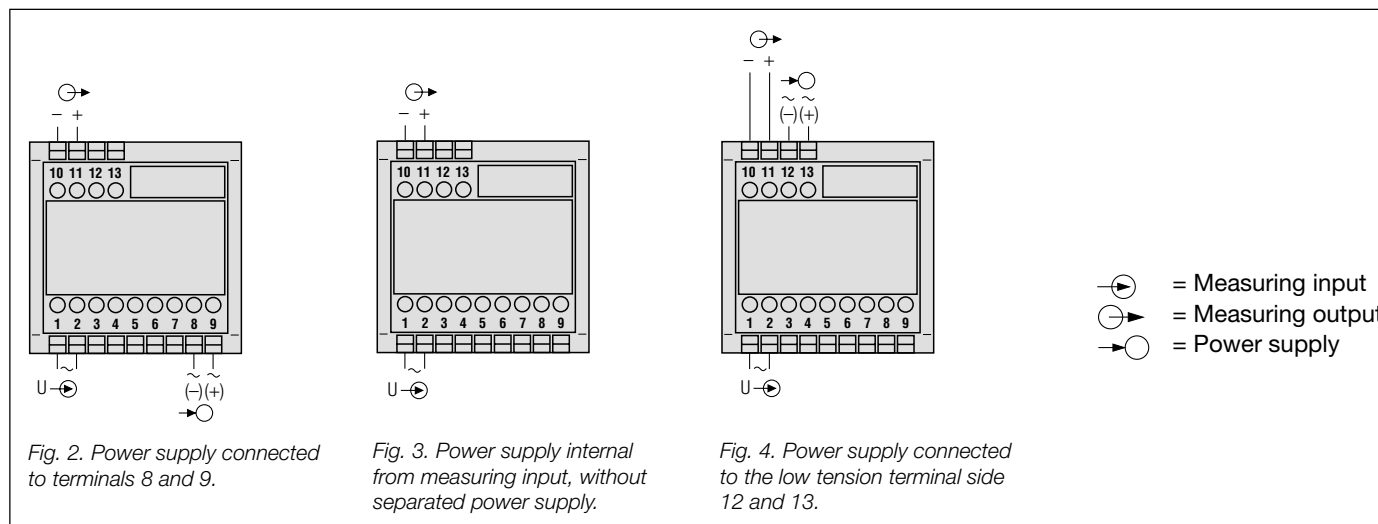 − +
10 11 12 13
1 2 3 4 5 6 7 8 9
~ ~ ~
U (−) (+)
Fig. 2. Power supply connected
to terminals 8 and 9.
− +
10 11 12 13
1 2 3 4 5 6 7 8 9
~
U
Fig. 3. Power supply internal
from measuring input, without
separated power supply.
− +
~ ~
(−) (+)
10 11 12 13
1 2 3 4 5 6 7 8 9
~
U
Fig. 4. Power supply connected
to the low tension terminal side
12 and 13.
= Measuring input
= Measuring output
= Power supply